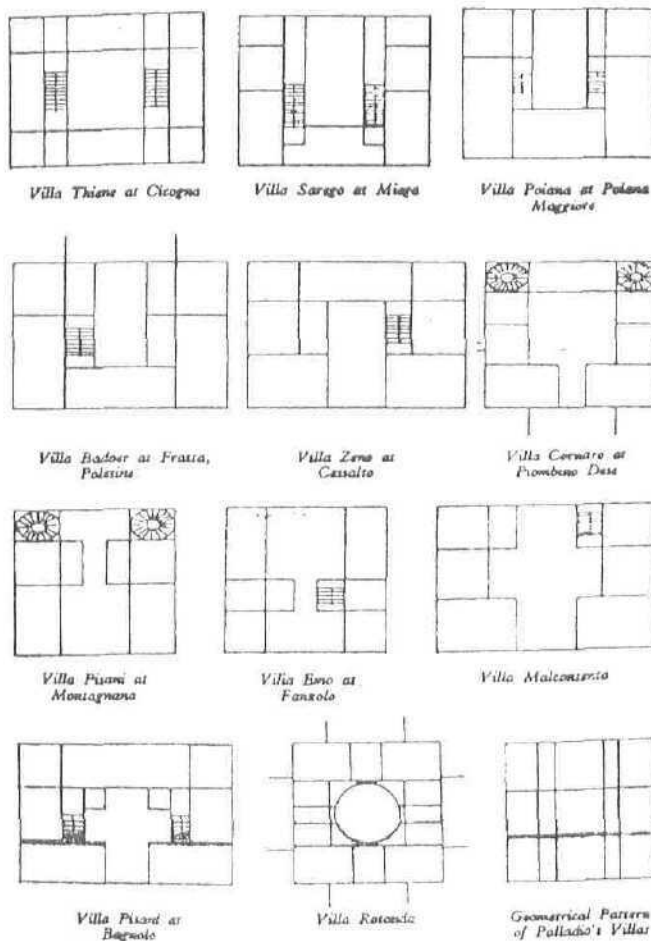 Villa Thiene at Cicogna
Villa Sarego at Miega
Villa Poiana at Poiana
Maggiore
Villa Badoer at Fratta,
Polesine
Villa Zeno at
Cessalto
Villa Cornaro at
Piombino Dese
Villa Pisani at
Montagnana
Villa Emo at
Fanzolo
Villa Malcontenta
Villa Pisani at
Bagnolo
Villa Rotonda
Geometrical Pattern
of Palladio's Villas